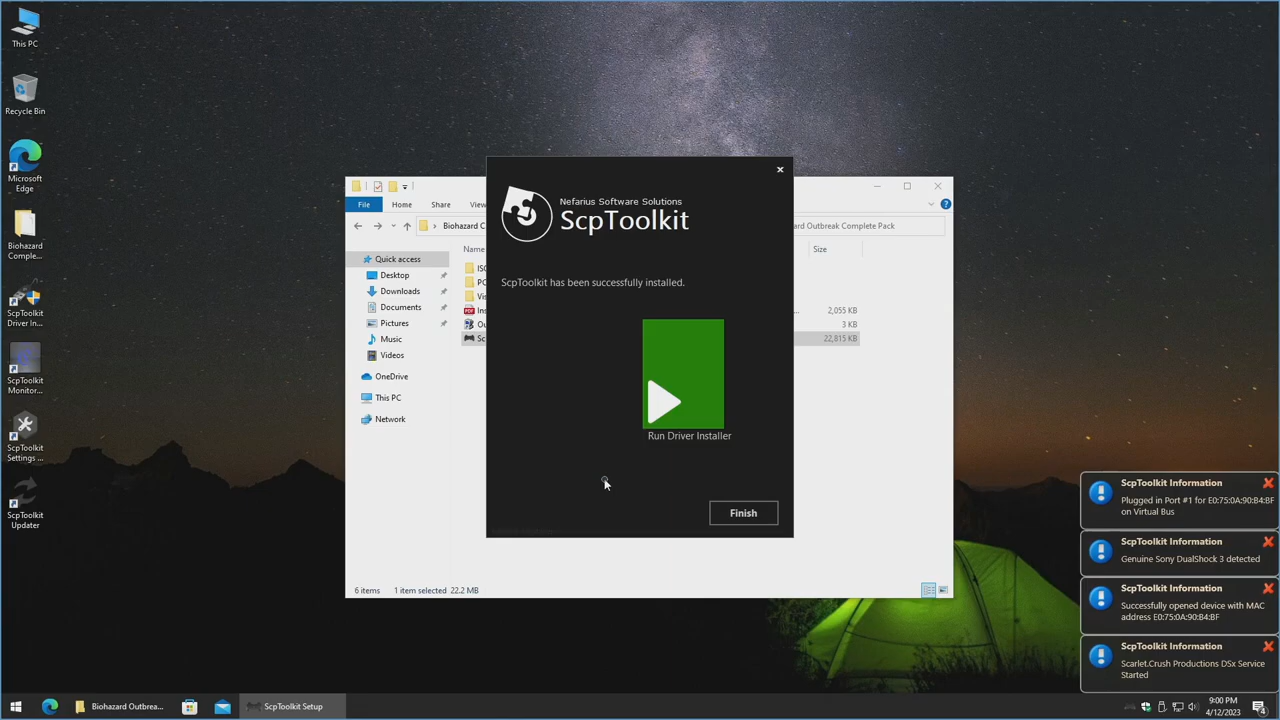 This PC
Recycle Bin
Microsoft
Edge
Biohazard
Comple...
ScpToolkit
Driver In...
ScpToolkit
Monitor...
ScpToolkit
Settings ...
ScpToolkit
Updater
File
Home
Share
View
Biohazard C
ard Outbreak Complete Pack
Quick access
Desktop
Downloads
Documents
Pictures
Music
Videos
OneDrive
This PC
Network
Name
Size
ISO
PC
Vis
Ins
... 2,055 KB
Ou
3 KB
Sc
22,815 KB
6 items
1 item selected 22.2 MB
Nefarius Software Solutions
ScpToolkit
ScpToolkit has been successfully installed.
Run Driver Installer
Finish
ScpToolkit Information
Plugged in Port #1 for E0:75:0A:90:B4:BF
on Virtual Bus
ScpToolkit Information
Genuine Sony DualShock 3 detected
ScpToolkit Information
Successfully opened device with MAC
address E0:75:0A:90:B4:BF
ScpToolkit Information
Scarlet.Crush Productions DSx Service
Started
Biohazard Outbrea...
ScpToolkit Setup
9:00 PM
4/12/2023
4